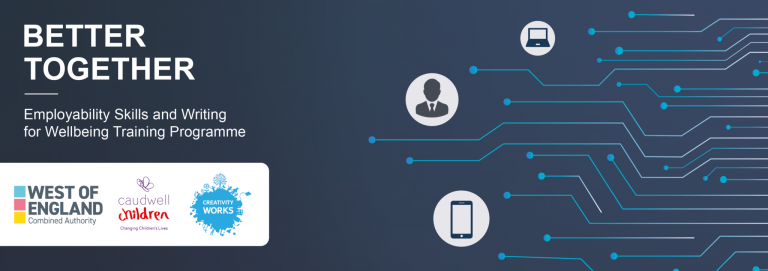 BETTER
TOGETHER
Employability Skills and Writing
for Wellbeing Training Programme
WEST OF
ENGLAND
Combined Authority
caudwell
children
Changing Children's Lives
CREATIVITY
WORKS